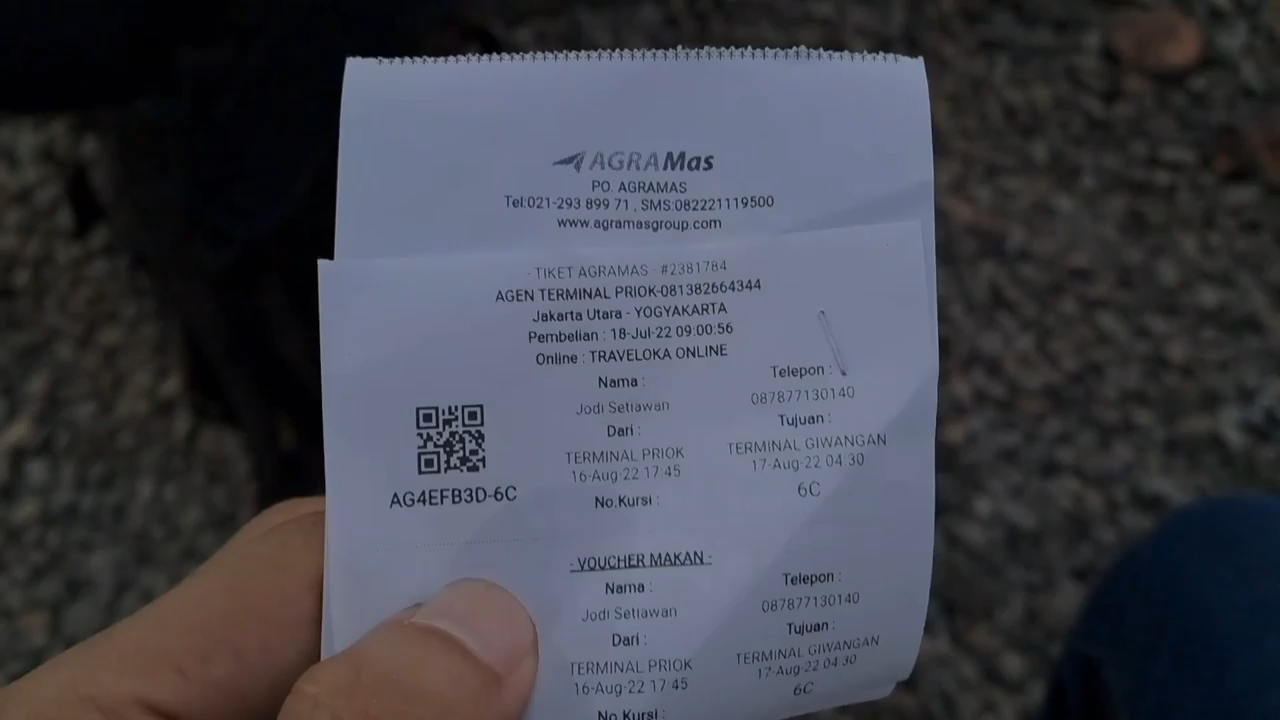 AGRAMas
PO. AGRAMAS
Tel:021-293 899 71 , SMS:082221119500
www.agramasgroup.com
- TIKET AGRAMAS - #2381784
AGEN TERMINAL PRIOK-081382664344
Jakarta Utara - YOGYAKARTA
Pembelian : 18-Jul-22 09:00:56
Online : TRAVELOKA ONLINE
Nama : Telepon :
Jodi Setiawan 087877130140
Dari : Tujuan :
TERMINAL PRIOK TERMINAL GIWANGAN
16-Aug-22 17:45 17-Aug-22 04:30
No.Kursi : 6C
AG4EFB3D-6C
- VOUCHER MAKAN -
Nama : Telepon :
Jodi Setiawan 087877130140
Dari : Tujuan :
TERMINAL PRIOK TERMINAL GIWANGAN
16-Aug-22 17:45 17-Aug-22 04:30
No.Kursi : 6C